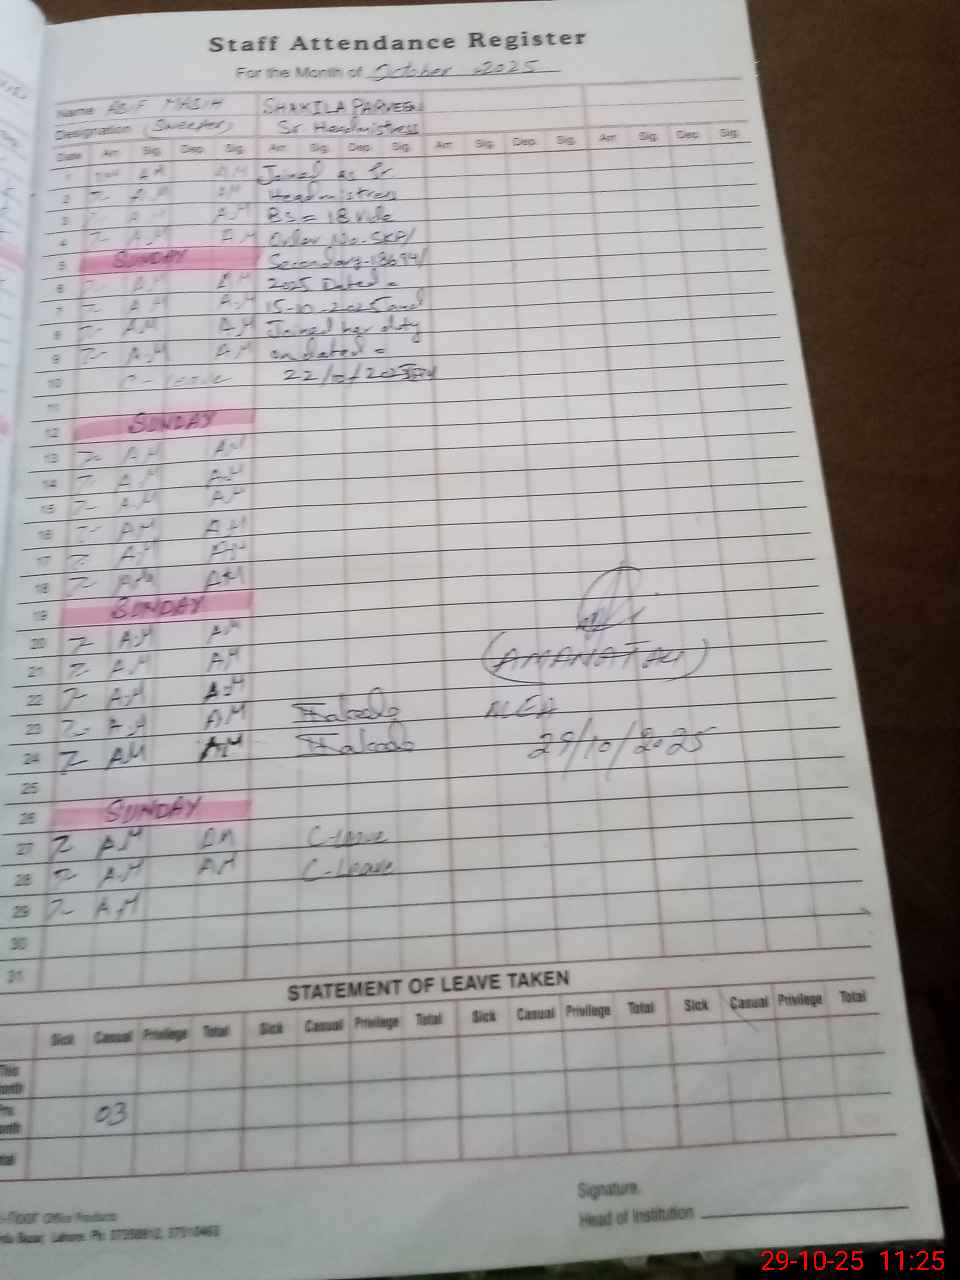 Staff Attendance Register
For the Month of October 2025
Name ASIF MASIH SHAKILA PARVEEN
Designation (Sweeper) Sr. Headmistress
Date Arr Sig. Dep Sig. Arr. Sig. Dep. Sig. Arr Sig. Dep. Sig. Arr. Sig. Dep. Sig.
1 AM AM Joined as Sr.
2 7- AM AM Headmistress
3 7- AM AM BS = 18 vide
4 7- AM AM Order No. SKP/
5 SUNDAY Secondary-13694/
6 7- AM AM 2025 Dated =
7 7- AM A.M 15-10-2025 and
8 7- AM AM Joined her duty
9 7- A.M AM on dated =
10 C-leave 22/10/2025
11
12 SUNDAY
13 7- AM AM
14 7- AM AM
15 7- AM AM
16 7- AM AM
17 7- AM AM
18 7- AM AM
19 SUNDAY
20 7- A.M AM
21 7- AM AM
(AMANAT ALI)
22 7- A.M A.M
23 7- A.M AM
24 7- AM AM
29/10/2025
25
26 SUNDAY
27 7- AM AM C-Leave
28 7- A.M AM C-Leave
29 7- A.M
30
31
STATEMENT OF LEAVE TAKEN
Sick Casual Privilege Total Sick Casual Privilege Total Sick Casual Privilege Total Sick Casual Privilege Total
This
03
Signature.
Head of Institution
Office Products
Lahore. Ph:
29-10-25 11:25